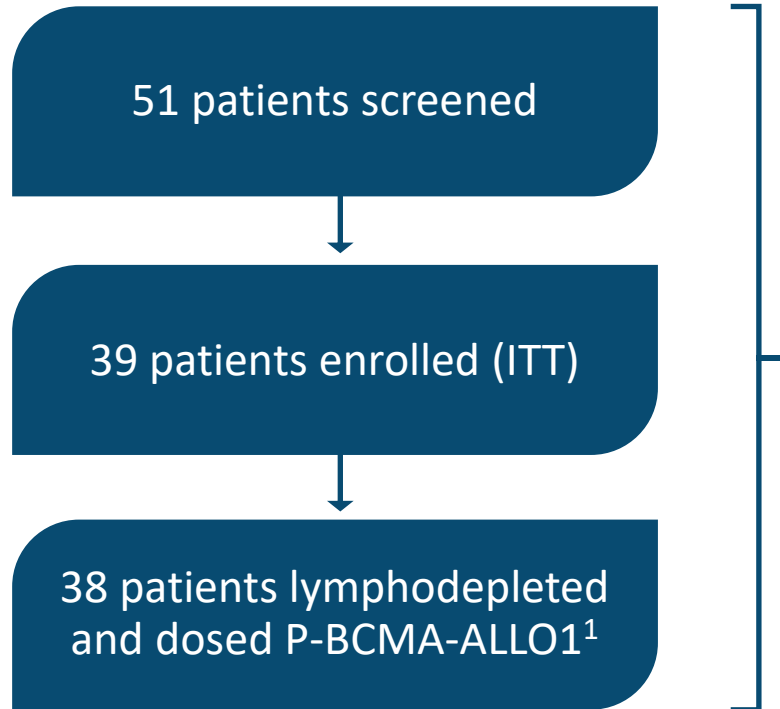 51 patients screened
39 patients enrolled (ITT)
38 patients lymphodepleted
and dosed P-BCMA-ALLO1¹